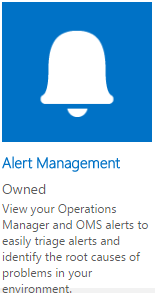 Alert Management
Owned
View your Operations
Manager and OMS alerts to
easily triage alerts and
identify the root causes of
problems in your
environment.